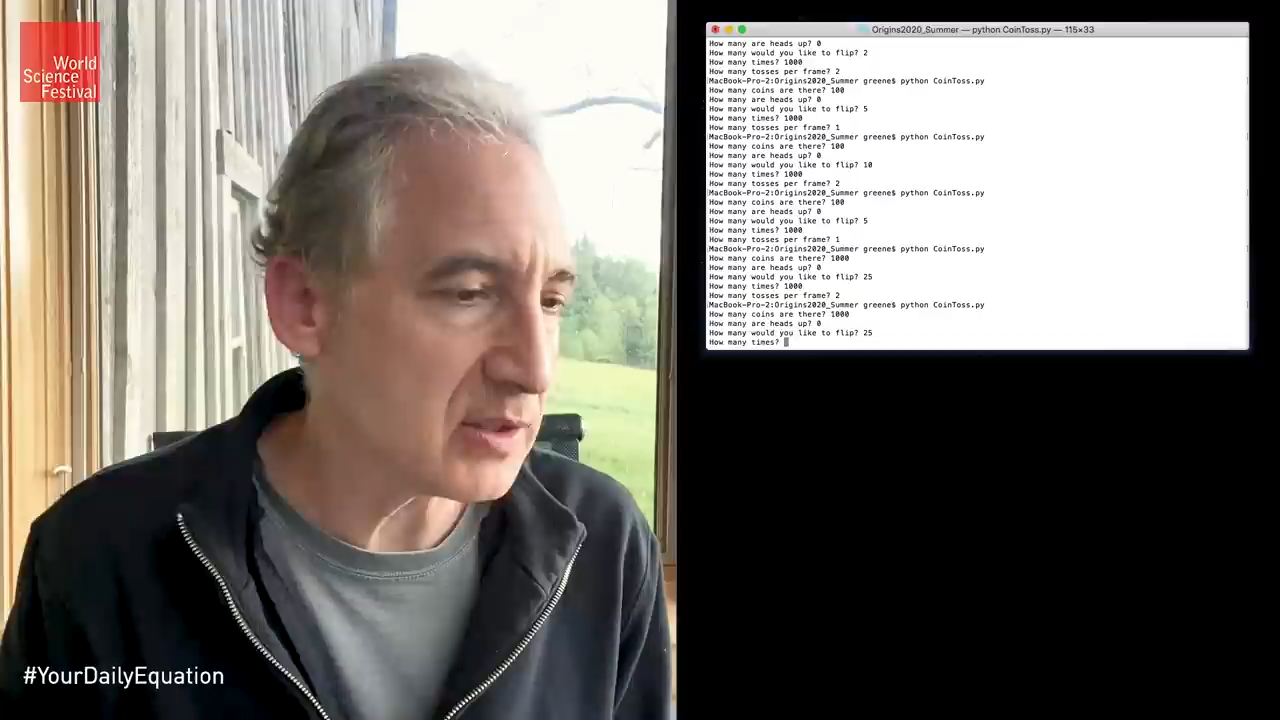 World
Science
Festival
Origins2020_Summer — python CoinToss.py — 115×33
How many are heads up? 0
How many would you like to flip? 2
How many times? 1000
How many tosses per frame? 2
MacBook-Pro-2:Origins2020_Summer greene$ python CoinToss.py
How many coins are there? 100
How many are heads up? 0
How many would you like to flip? 5
How many times? 1000
How many tosses per frame? 1
MacBook-Pro-2:Origins2020_Summer greene$ python CoinToss.py
How many coins are there? 100
How many are heads up? 0
How many would you like to flip? 10
How many times? 1000
How many tosses per frame? 2
MacBook-Pro-2:Origins2020_Summer greene$ python CoinToss.py
How many coins are there? 100
How many are heads up? 0
How many would you like to flip? 5
How many times? 1000
How many tosses per frame? 1
MacBook-Pro-2:Origins2020_Summer greene$ python CoinToss.py
How many coins are there? 1000
How many are heads up? 0
How many would you like to flip? 25
How many times? 1000
How many tosses per frame? 2
MacBook-Pro-2:Origins2020_Summer greene$ python CoinToss.py
How many coins are there? 1000
How many are heads up? 0
How many would you like to flip? 25
How many times?
#YourDailyEquation